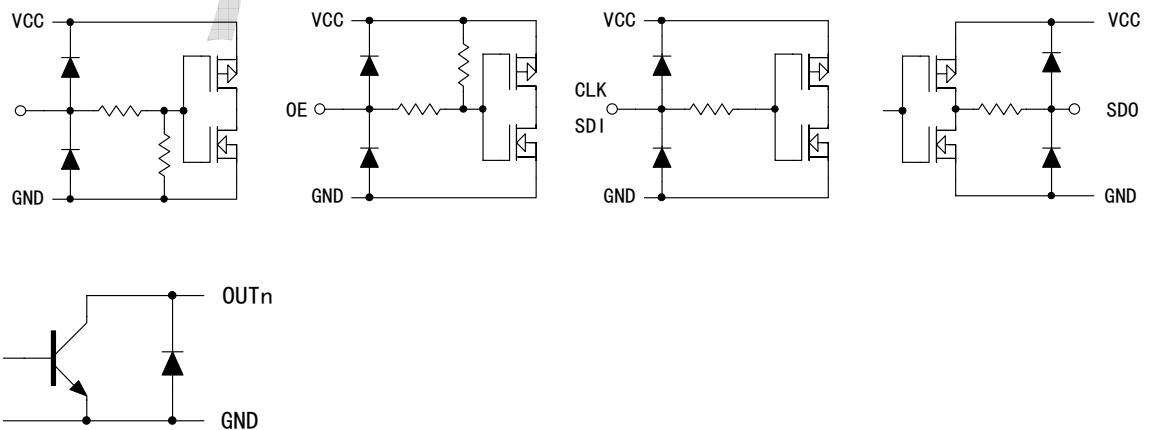 VCC
GND
VCC
OE
GND
VCC
CLK
SDI
GND
VCC
SDO
GND
OUTn
GND